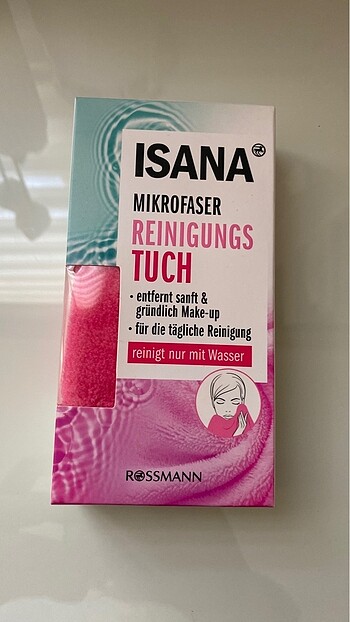 ISANA
MIKROFASER
REINIGUNGS
TUCH
• entfernt sanft &
gründlich Make-up
• für die tägliche Reinigung
reinigt nur mit Wasser
ROSSMANN